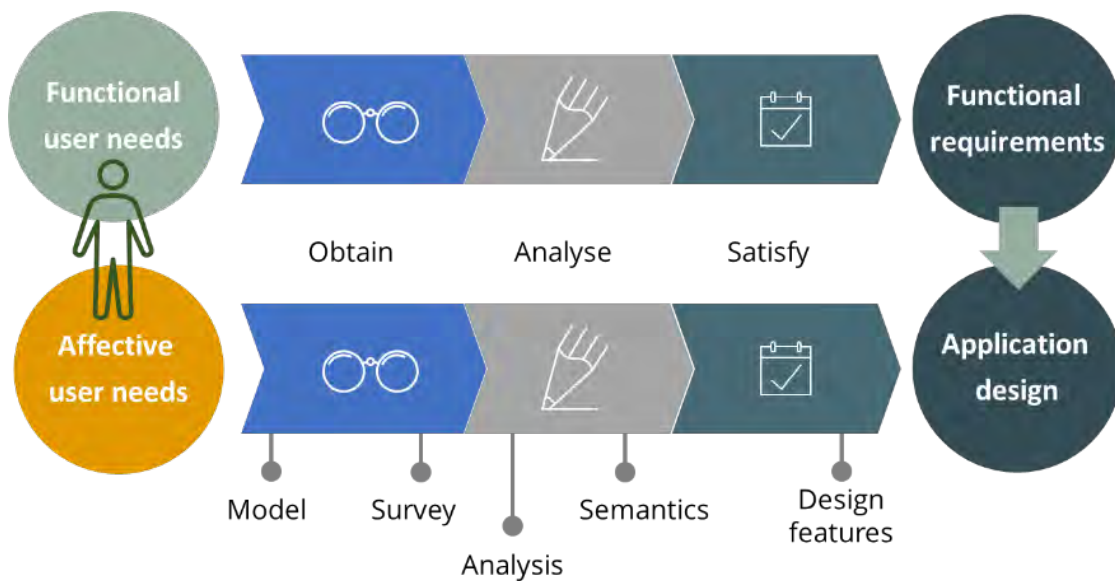 Functional
user needs
Functional
requirements
Obtain
Analyse
Satisfy
Affective
user needs
Application
design
Model
Survey
Analysis
Semantics
Design
features